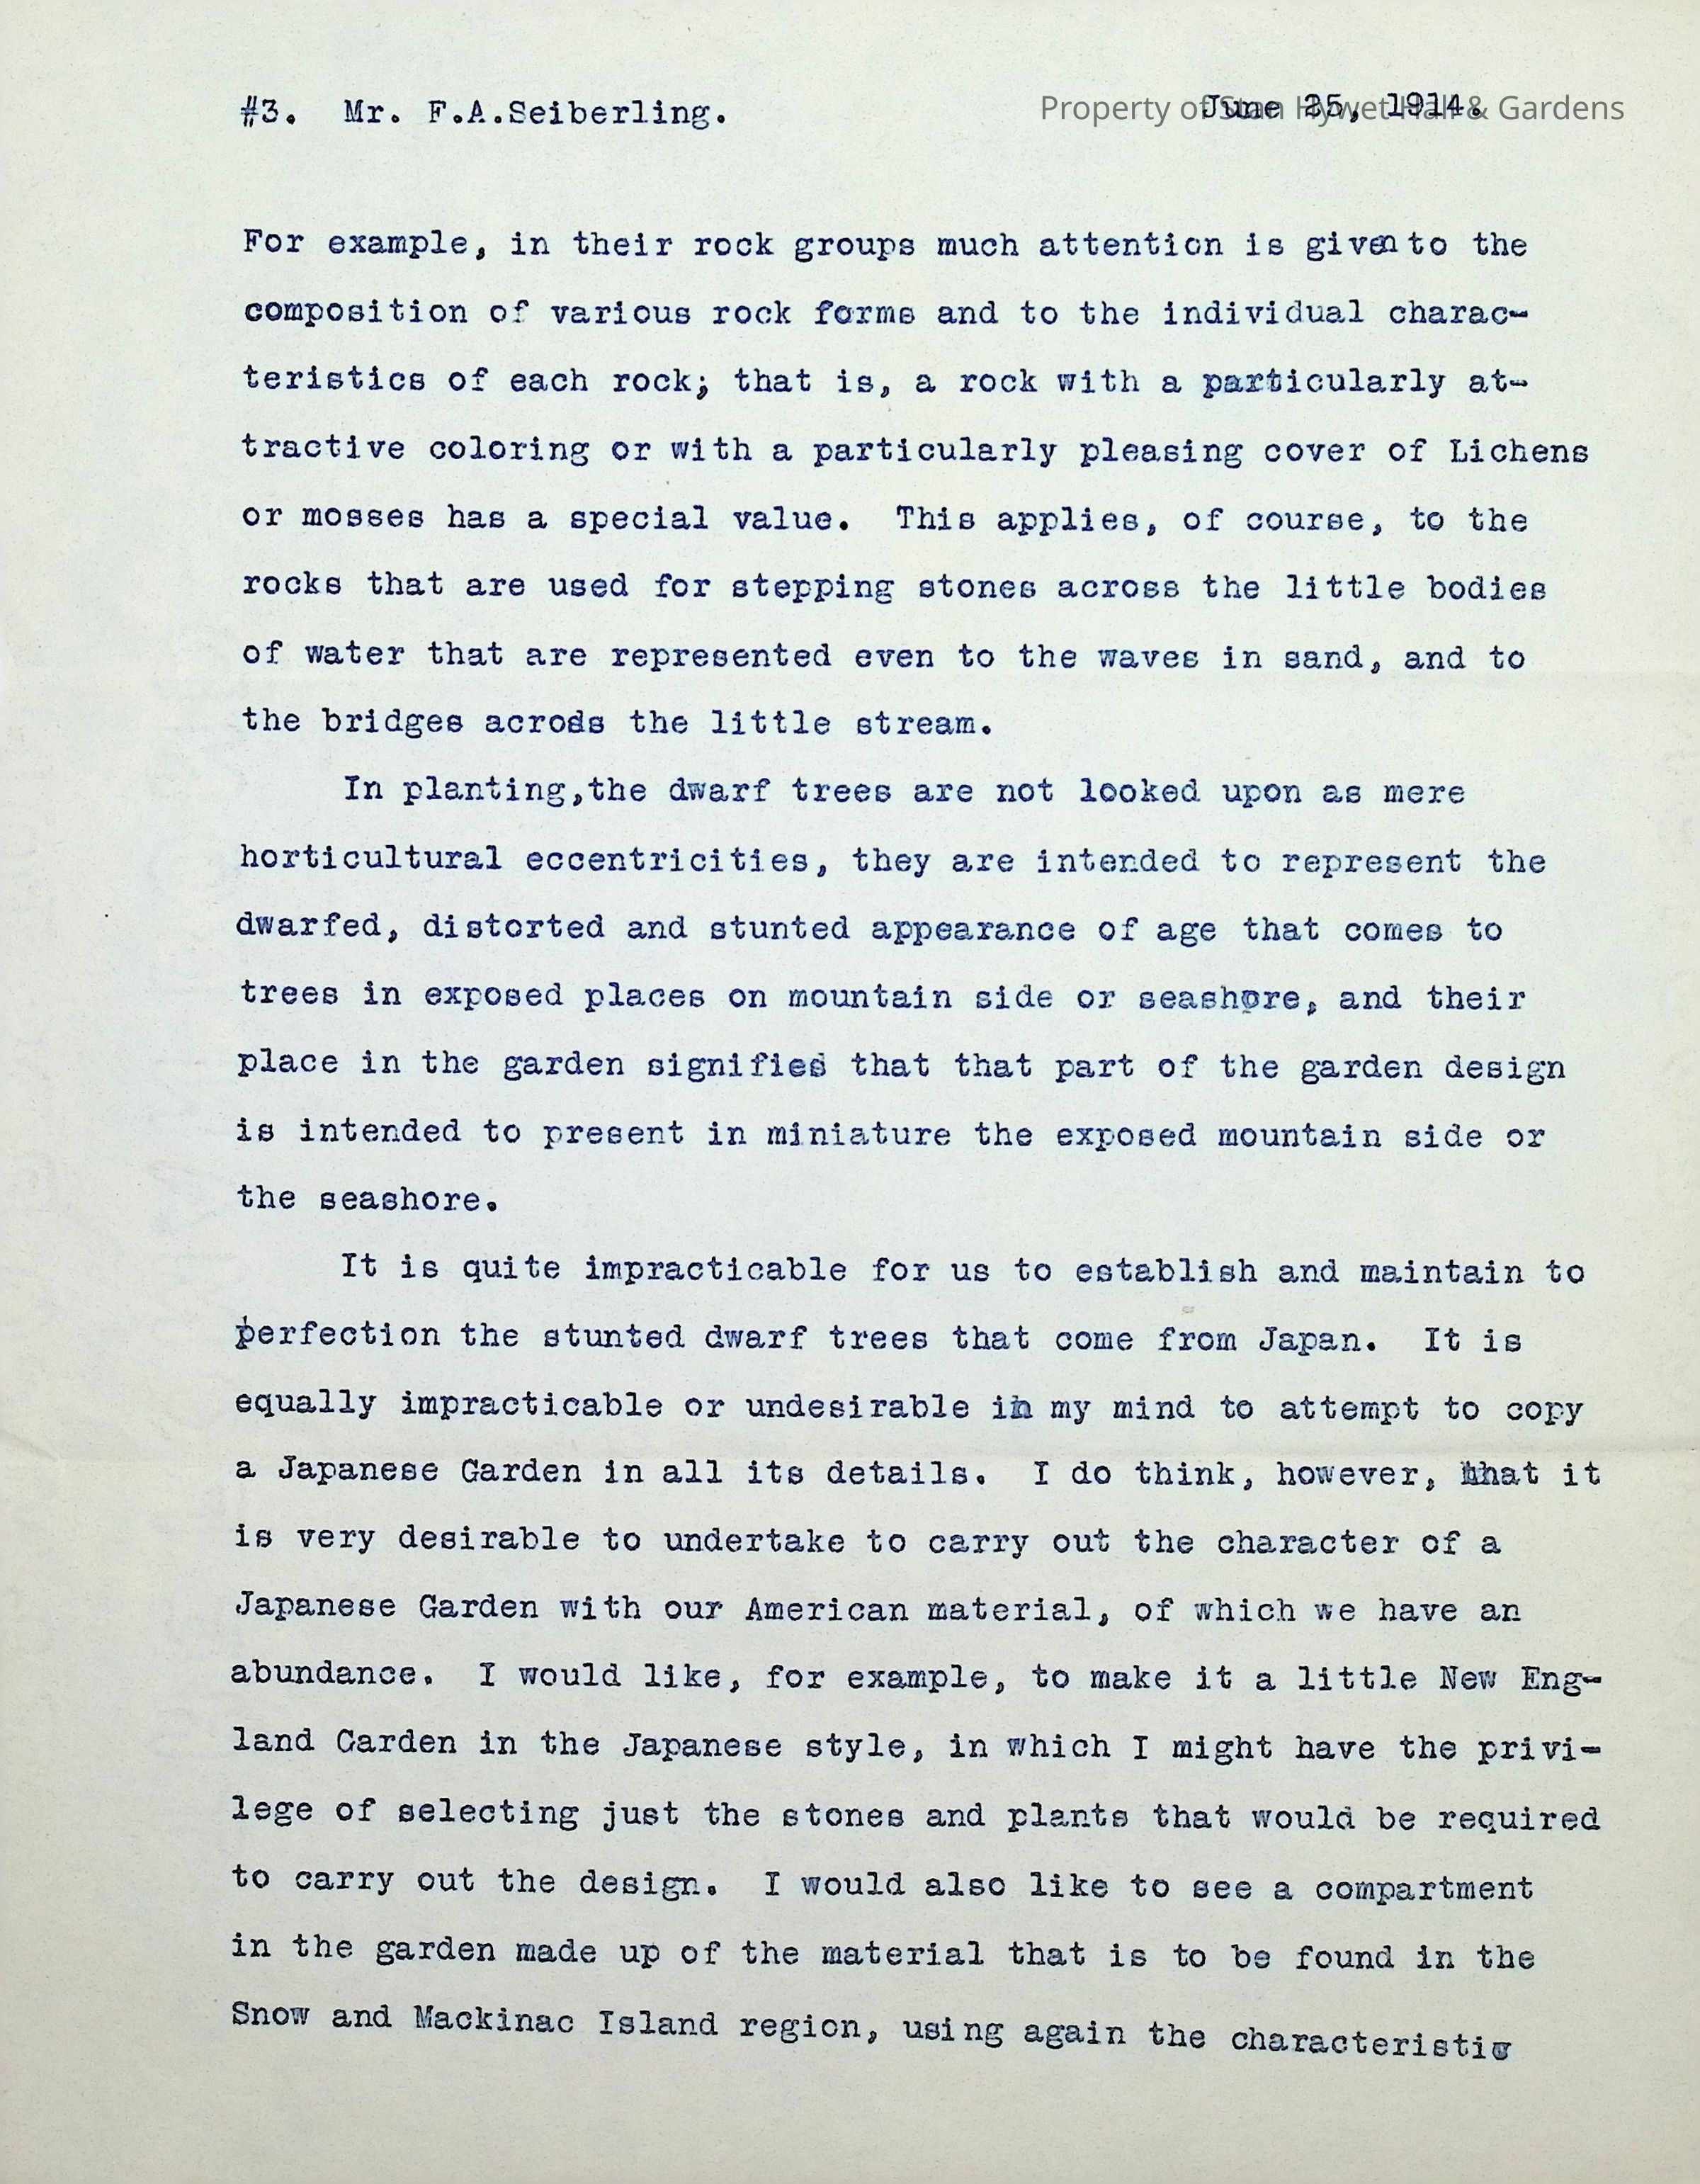 #3.  Mr. F.A.Seiberling.
June 25, 1914.
Property of Stan Hywet Hall & Gardens
For example, in their rock groups much attention is given to the
composition of various rock forms and to the individual charac-
teristics of each rock; that is, a rock with a particularly at-
tractive coloring or with a particularly pleasing cover of Lichens
or mosses has a special value.  This applies, of course, to the
rocks that are used for stepping stones across the little bodies
of water that are represented even to the waves in sand, and to
the bridges across the little stream.
In planting,the dwarf trees are not looked upon as mere
horticultural eccentricities, they are intended to represent the
dwarfed, distorted and stunted appearance of age that comes to
trees in exposed places on mountain side or seashore, and their
place in the garden signifies that that part of the garden design
is intended to present in miniature the exposed mountain side or
the seashore.
It is quite impracticable for us to establish and maintain to
perfection the stunted dwarf trees that come from Japan.  It is
equally impracticable or undesirable in my mind to attempt to copy
a Japanese Garden in all its details.  I do think, however, that it
is very desirable to undertake to carry out the character of a
Japanese Garden with our American material, of which we have an
abundance.  I would like, for example, to make it a little New Eng-
land Garden in the Japanese style, in which I might have the privi-
lege of selecting just the stones and plants that would be required
to carry out the design.  I would also like to see a compartment
in the garden made up of the material that is to be found in the
Snow and Mackinac Island region, using again the characteristic